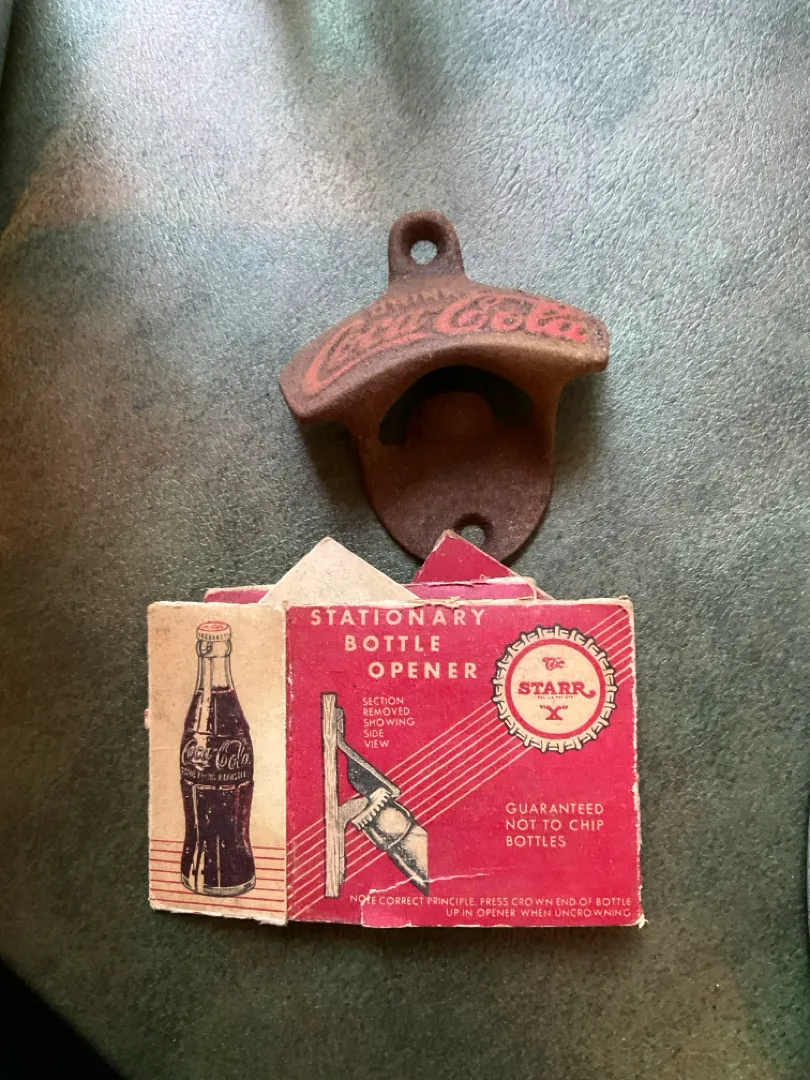 DRINK
Coca-Cola
STATIONARY
BOTTLE
OPENER
SECTION
REMOVED
SHOWING
SIDE
VIEW
The
STARR
"X"
Coca-Cola
GUARANTEED
NOT TO CHIP
BOTTLES
NOTE CORRECT PRINCIPLE. PRESS CROWN END OF BOTTLE
UP IN OPENER WHEN UNCROWNING